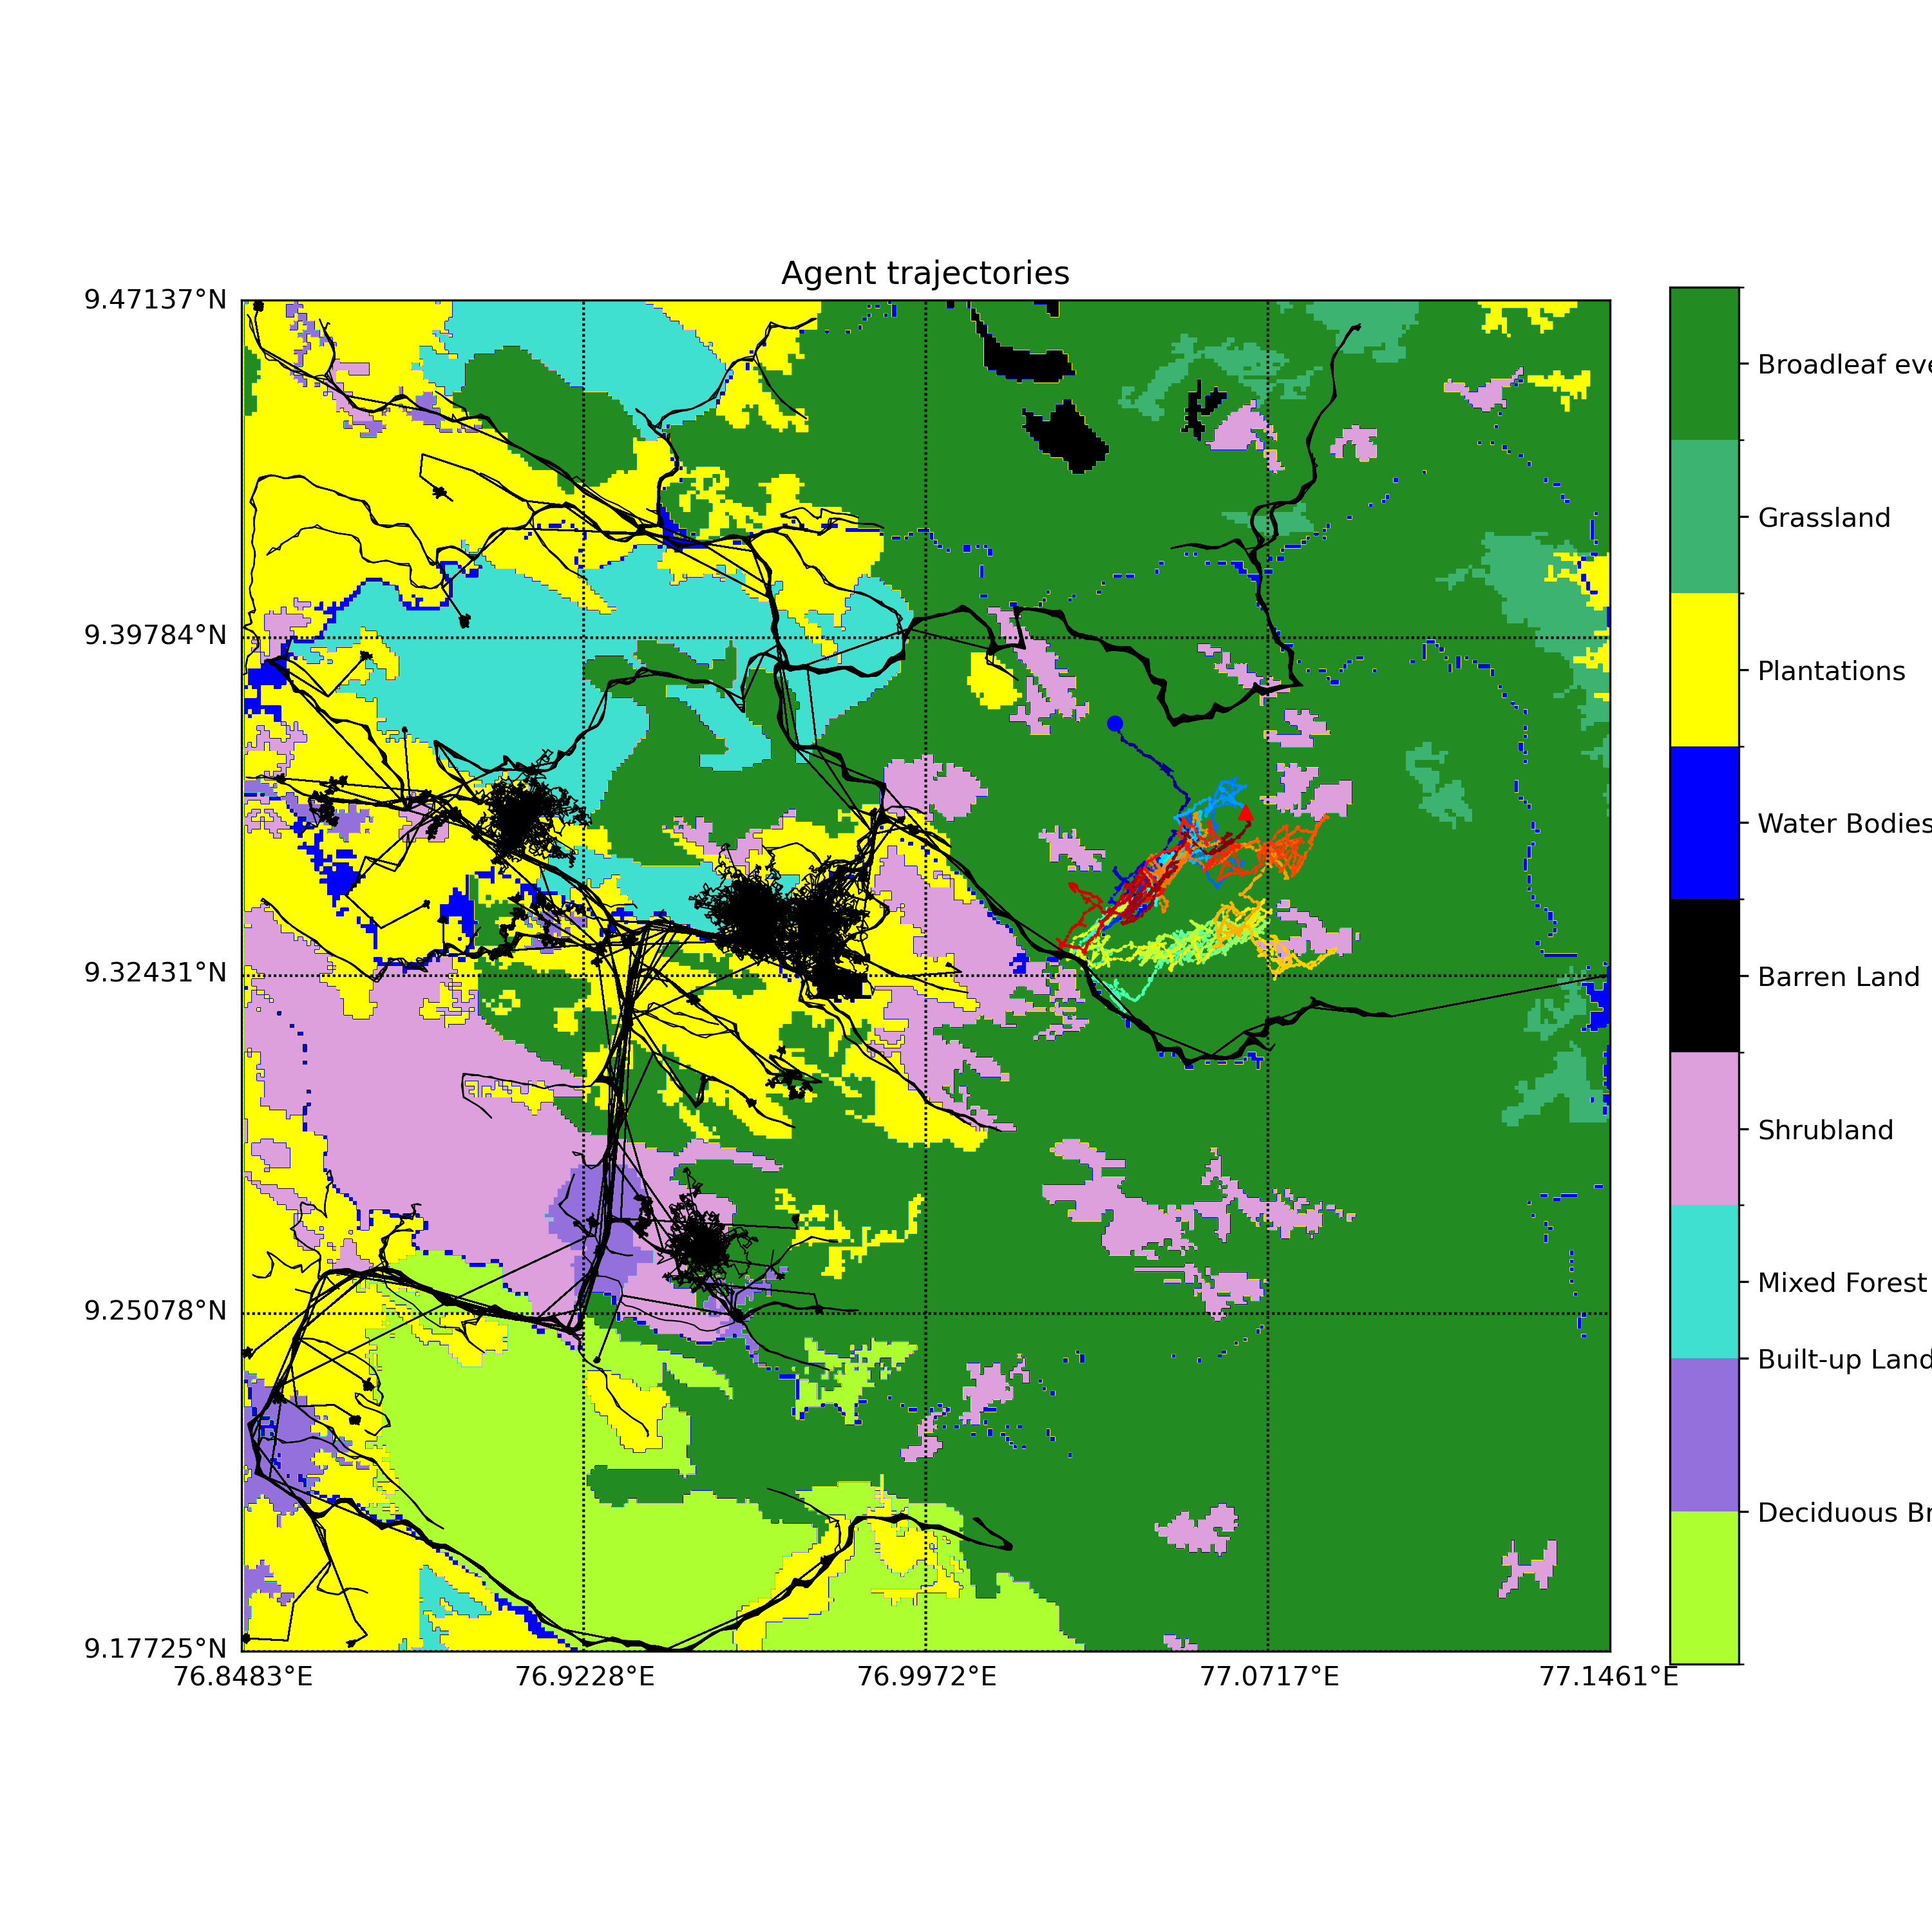 Agent trajectories
9.47137°N
9.39784°N
9.32431°N
9.25078°N
9.17725°N
76.8483°E
76.9228°E
76.9972°E
77.0717°E
77.1461°E
Broadleaf eve
Grassland
Plantations
Water Bodies
Barren Land
Shrubland
Mixed Forest
Built-up Land
Deciduous Br